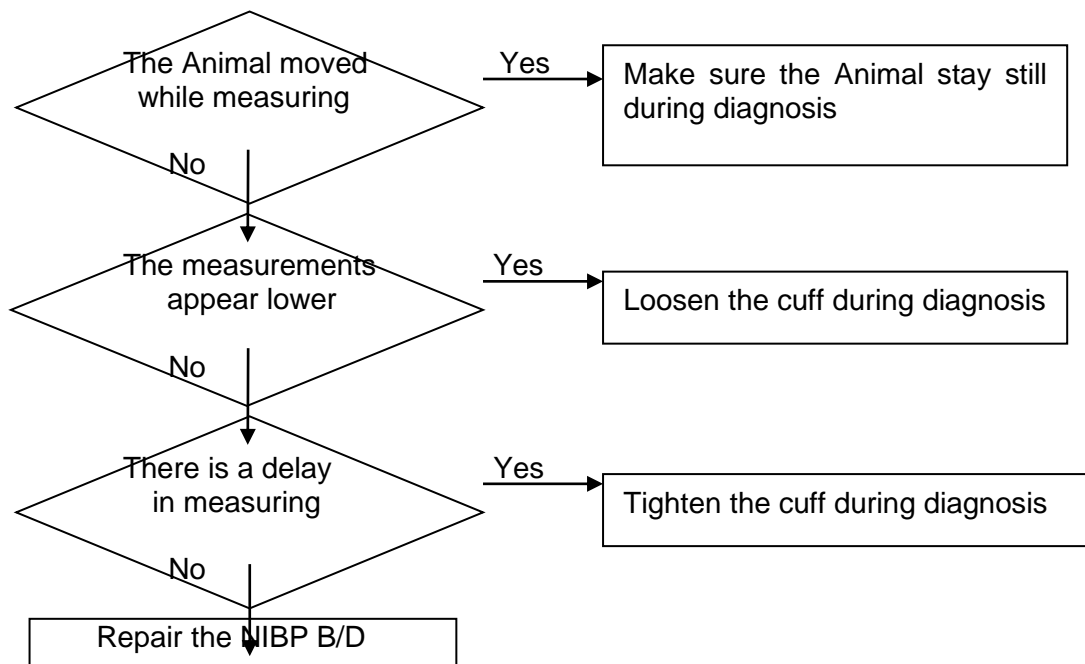 The Animal moved
while measuring
Yes
Make sure the Animal stay still
during diagnosis
No
The measurements
appear lower
Yes
Loosen the cuff during diagnosis
No
There is a delay
in measuring
Yes
Tighten the cuff during diagnosis
No
Repair the NIBP B/D